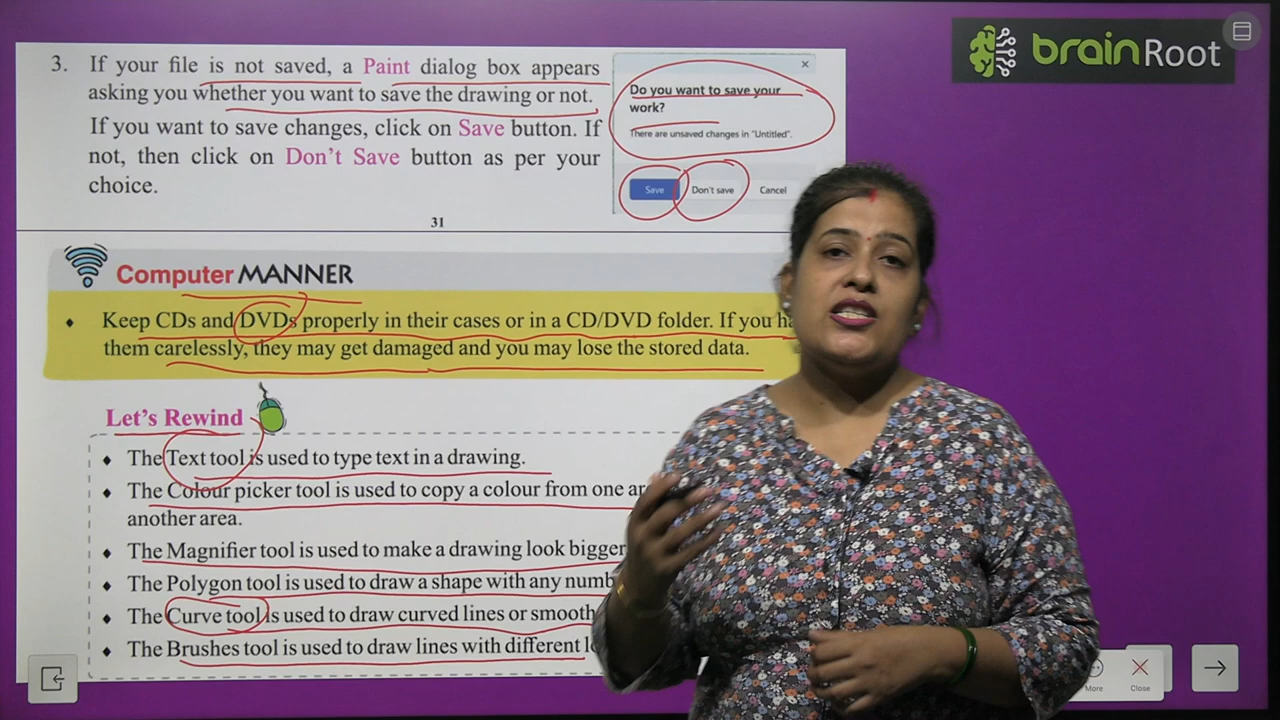 brainRoot
3. If your file is not saved, a Paint dialog box appears
asking you whether you want to save the drawing or not.
If you want to save changes, click on Save button. If
not, then click on Don't Save button as per your
choice.
Do you want to save your
work?
There are unsaved changes in "Untitled".
Save Don't save Cancel
31
Computer MANNER
Keep CDs and DVDs properly in their cases or in a CD/DVD folder. If you
them carelessly, they may get damaged and you may lose the stored data.
Let's Rewind
The Text tool is used to type text in a drawing.
The Colour picker tool is used to copy a colour from one
another area.
The Magnifier tool is used to make a drawing look bigger
The Polygon tool is used to draw a shape with any
The Curve tool is used to draw curved lines or smooth
The Brushes tool is used to draw lines with different
More Close